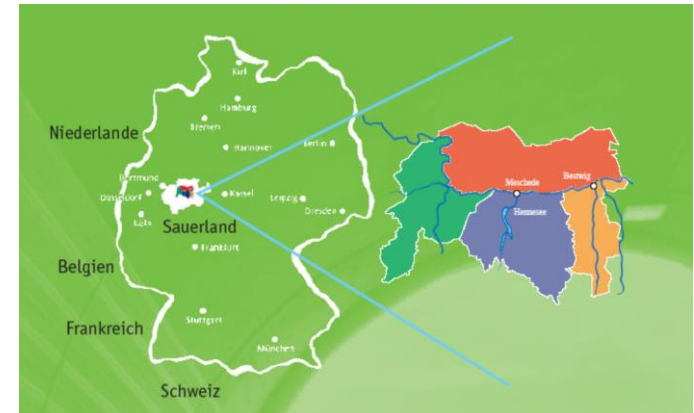 Kiel
Hamburg
Niederlande
Bremen
Hannover
Berlin
Dortmund
Düsseldorf
Kassel
Leipzig
Köln
Dresden
Sauerland
Frankfurt
Belgien
Frankreich
Stuttgart
München
Schweiz
Meschede
Bestwig
Hennesee